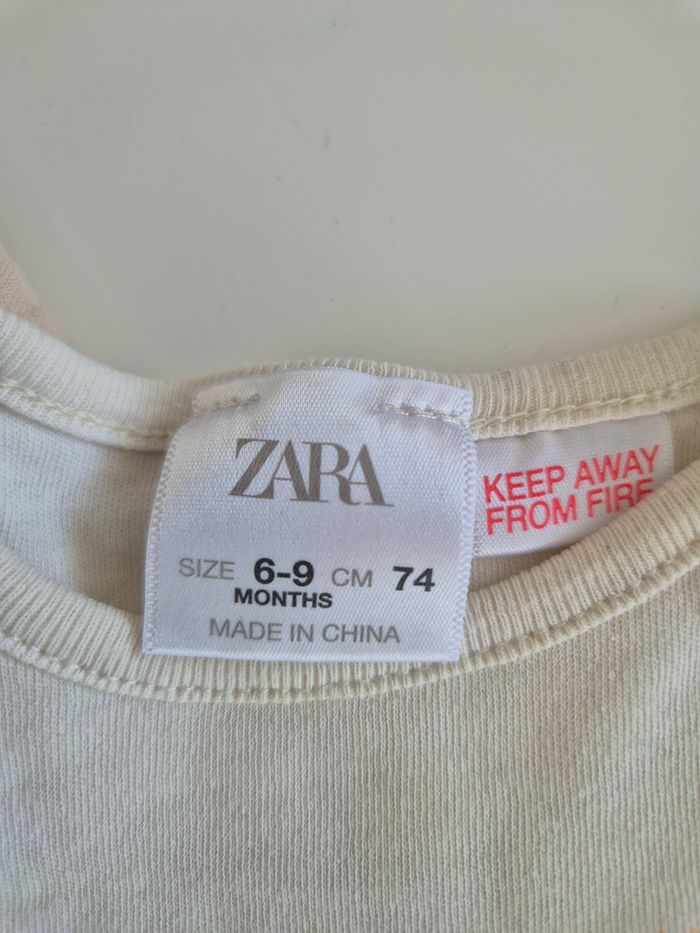 ZARA
SIZE 6-9 CM 74
MONTHS
MADE IN CHINA
KEEP AWAY
FROM FIRE